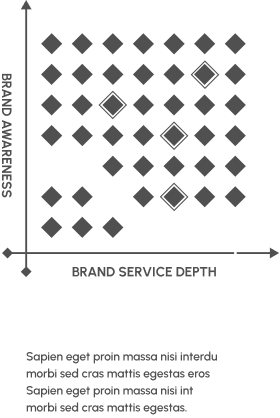 BRAND AWARENESS
BRAND SERVICE DEPTH
Sapien eget proin massa nisi interdu
morbi sed cras mattis egestas eros
Sapien eget proin massa nisi int
morbi sed cras mattis egestas.